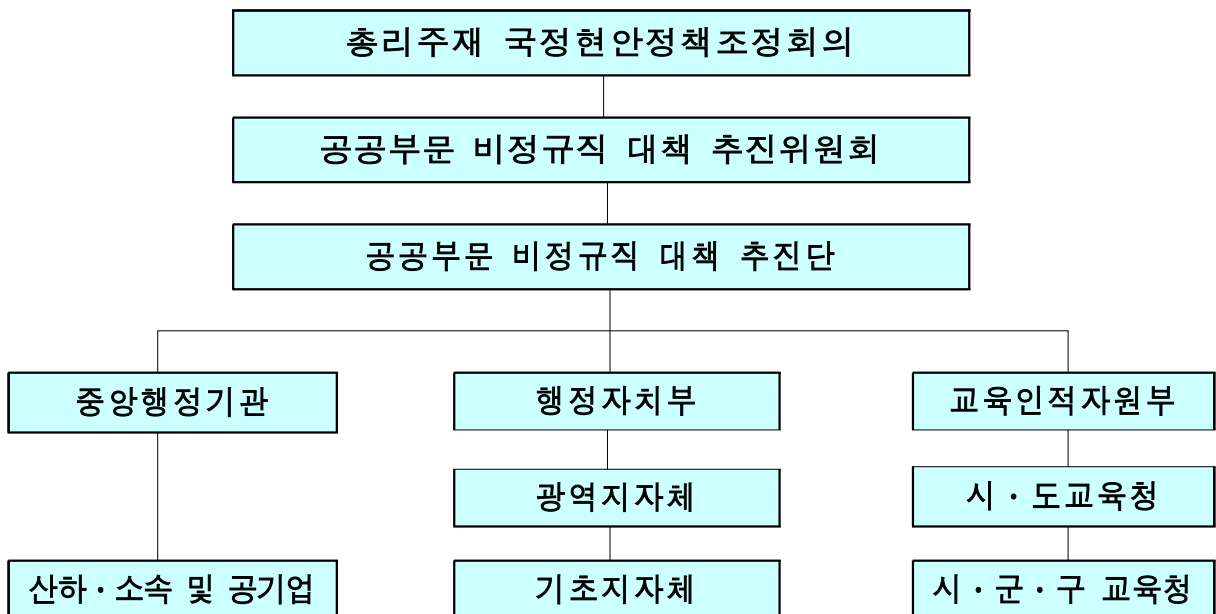 총리주재 국정현안정책조정회의
공공부문 비정규직 대책 추진위원회
공공부문 비정규직 대책 추진단
중앙행정기관
행정자치부
교육인적자원부
광역지자체
시·도교육청
산하·소속 및 공기업
기초지자체
시·군·구 교육청